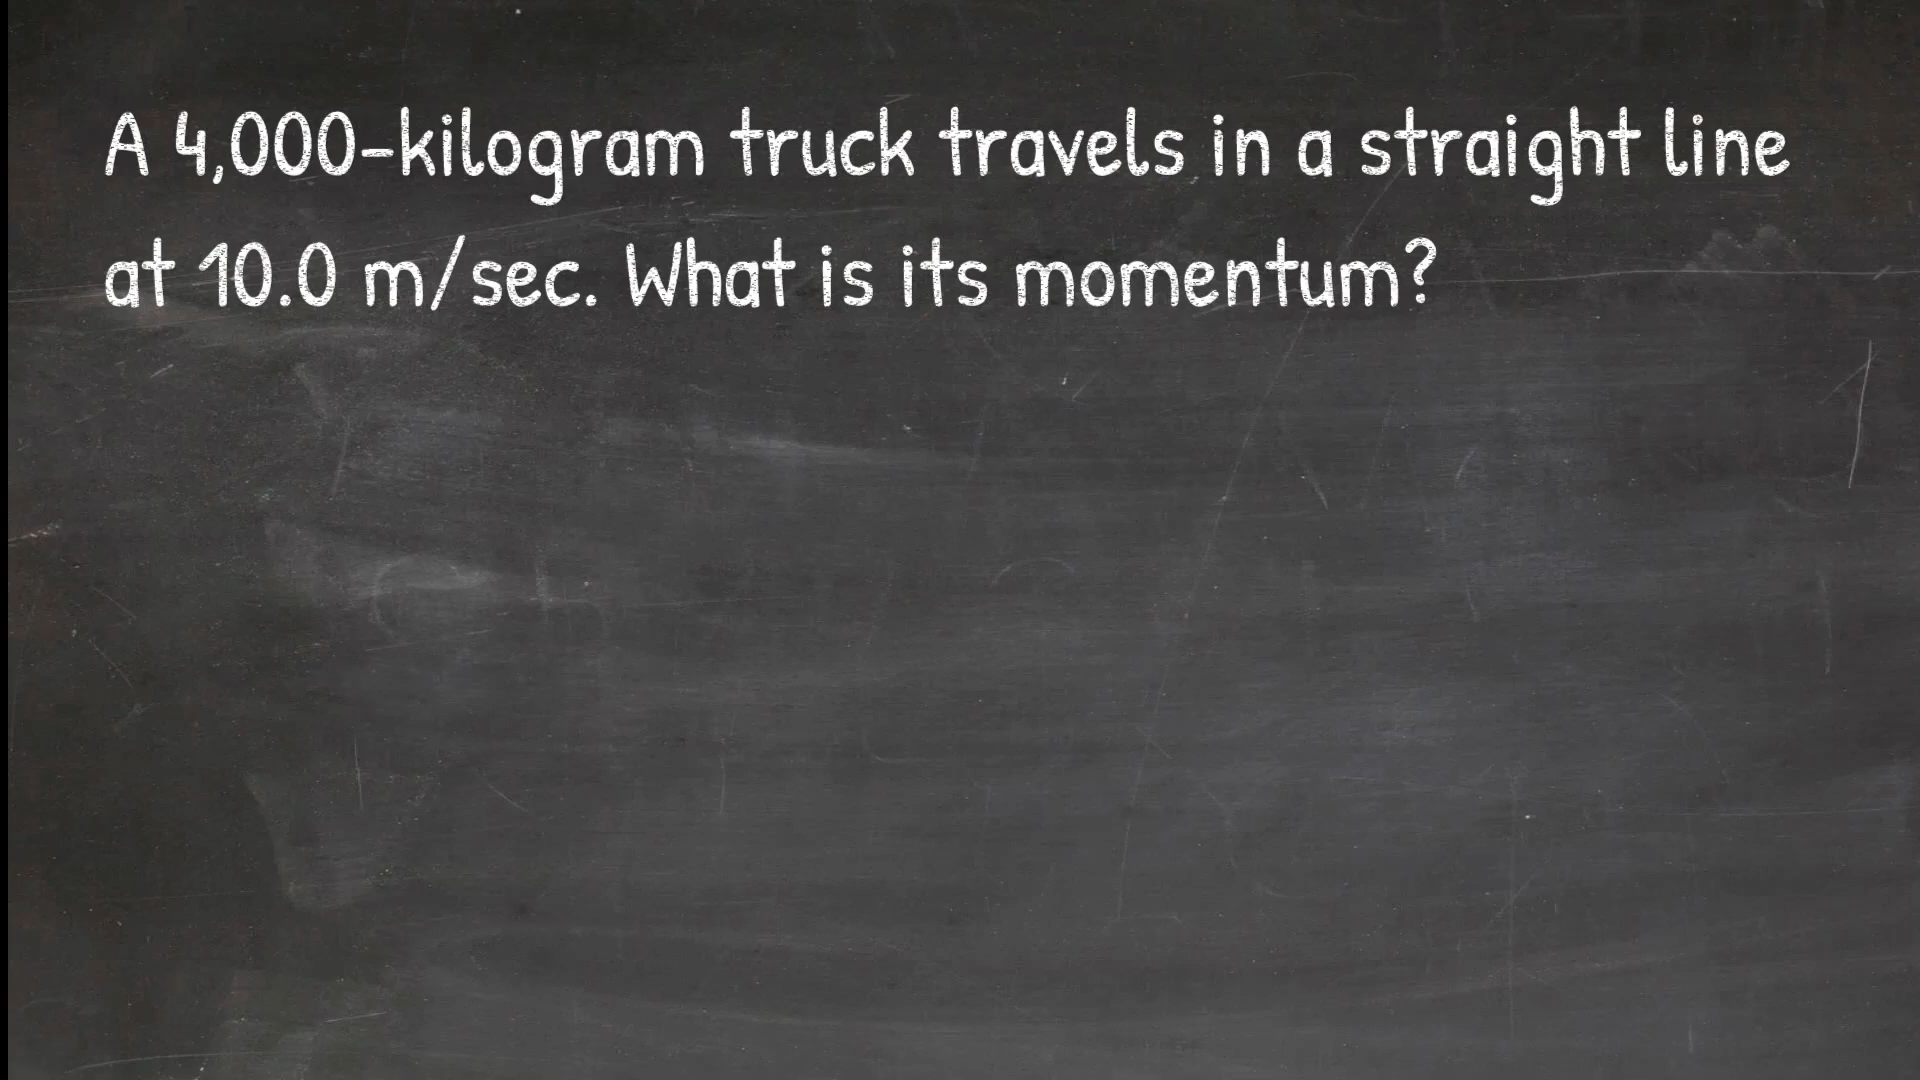 A 4,000-kilogram truck travels in a straight line
at 10.0 m/sec. What is its momentum?